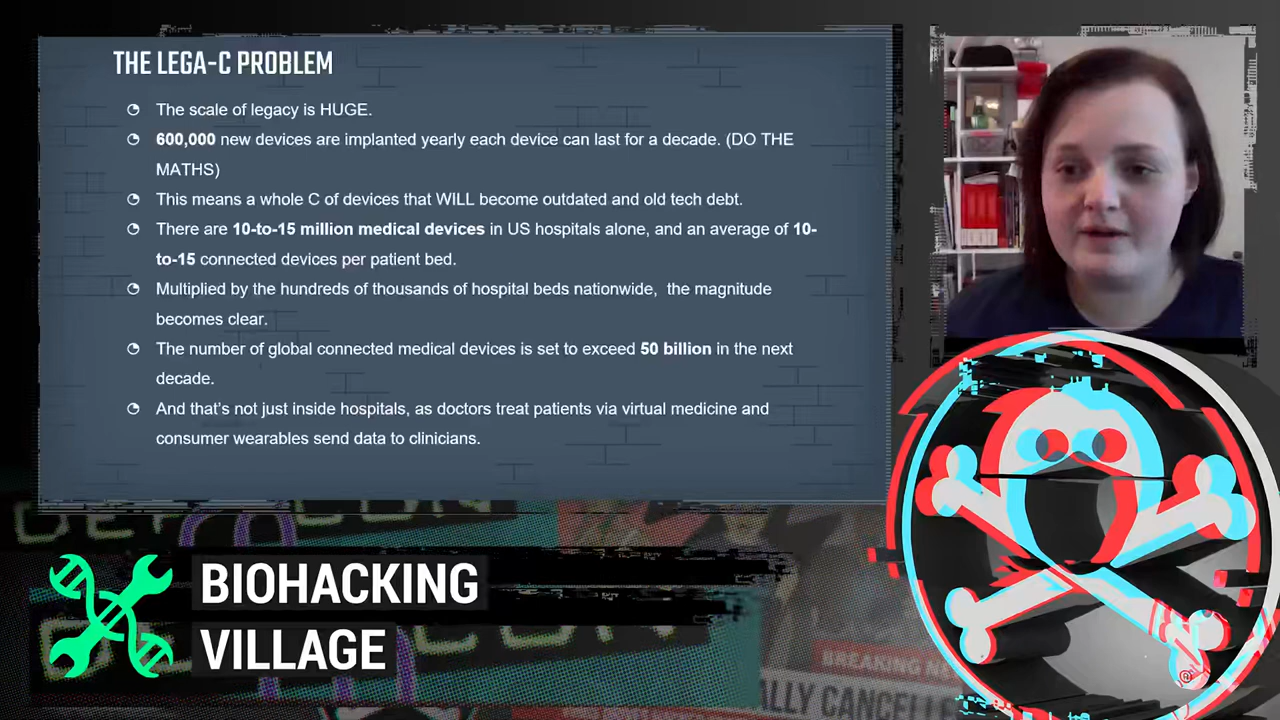 THE LEGA-C PROBLEM
The scale of legacy is HUGE.
600,000 new devices are implanted yearly each device can last for a decade. (DO THE
MATHS)
This means a whole C of devices that WILL become outdated and old tech debt.
There are 10-to-15 million medical devices in US hospitals alone, and an average of 10-
to-15 connected devices per patient bed.
Multiplied by the hundreds of thousands of hospital beds nationwide, the magnitude
becomes clear.
The number of global connected medical devices is set to exceed 50 billion in the next
decade.
And that's not just inside hospitals, as doctors treat patients via virtual medicine and
consumer wearables send data to clinicians.
BIOHACKING
VILLAGE
BREAKING
ALLY CANCELLE
®